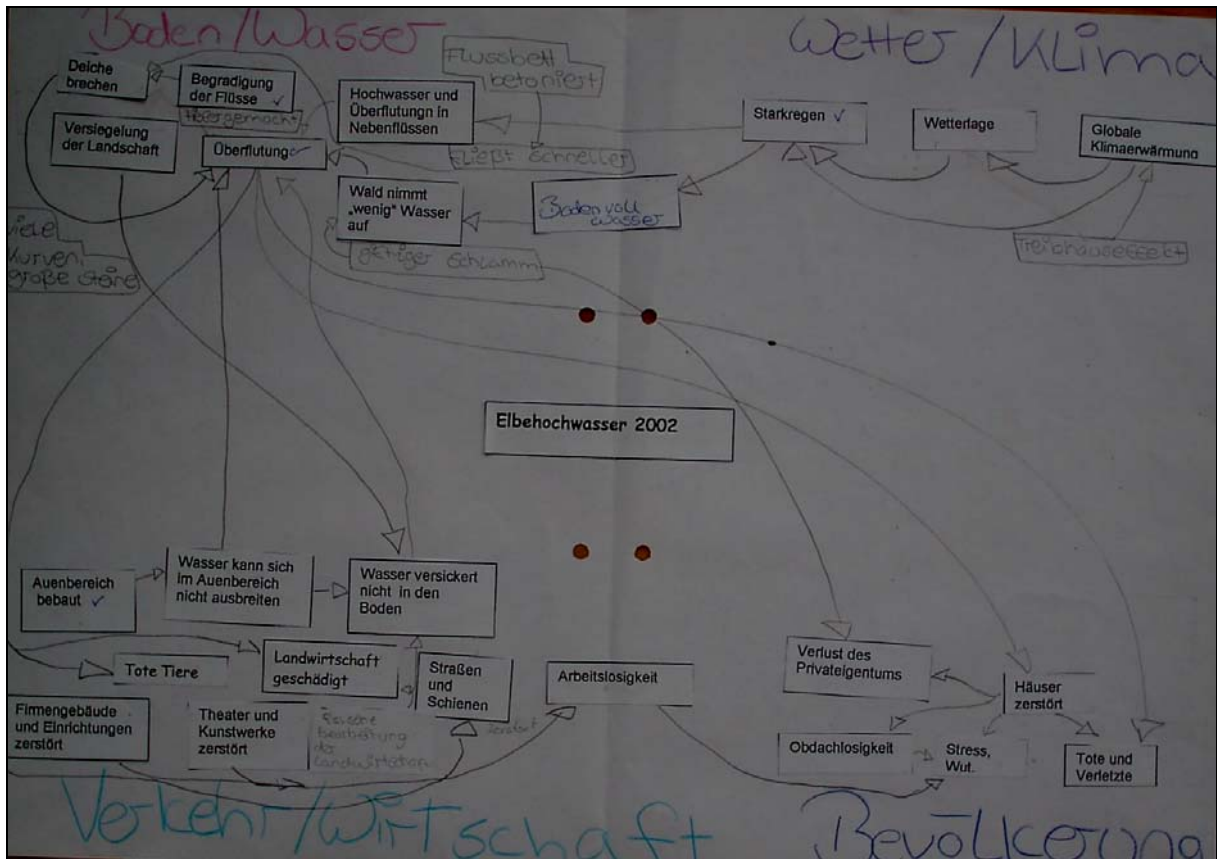 Boden/Wasser
Wetter/Klima
Deiche
brechen
Begradigung
der Flüsse ✓
Hochwasser und
Überflutungn in
Nebenflüssen
Flussbett
betoniert
Versiegelung
der Landschaft
Überflutung
Fließt schneller
Wald nimmt
„wenig“ Wasser
auf
Boden voll
Wasser
giftiger Schlamm
Starkregen ✓
Wetterlage
Globale
Klimaerwärmung
Treibhauseffekt
viele
Kurven,
große Steine
Elbehochwasser 2002
Auenbereich
bebaut ✓
Wasser kann sich
im Auenbereich
nicht ausbreiten
Wasser versickert
nicht in den
Boden
Tote Tiere
Landwirtschaft
geschädigt
Straßen
und
Schienen
zerstört
Arbeitslosigkeit
Firmengebäude
und Einrichtungen
zerstört
Theater und
Kunstwerke
zerstört
Verlust des
Privateigentums
Häuser
zerstört
Obdachlosigkeit
Stress,
Wut.
Tote und
Verletzte
Verkehr/Wirtschaft
Bevölkerung